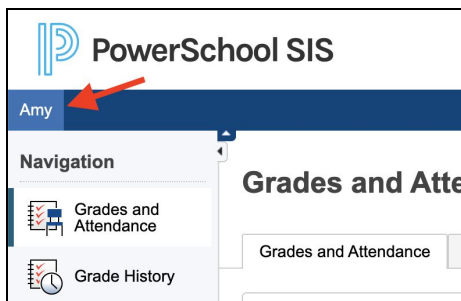 PowerSchool SIS
Amy
Navigation
Grades and Atte
Grades and
Attendance
Grades and Attendance
Grade History